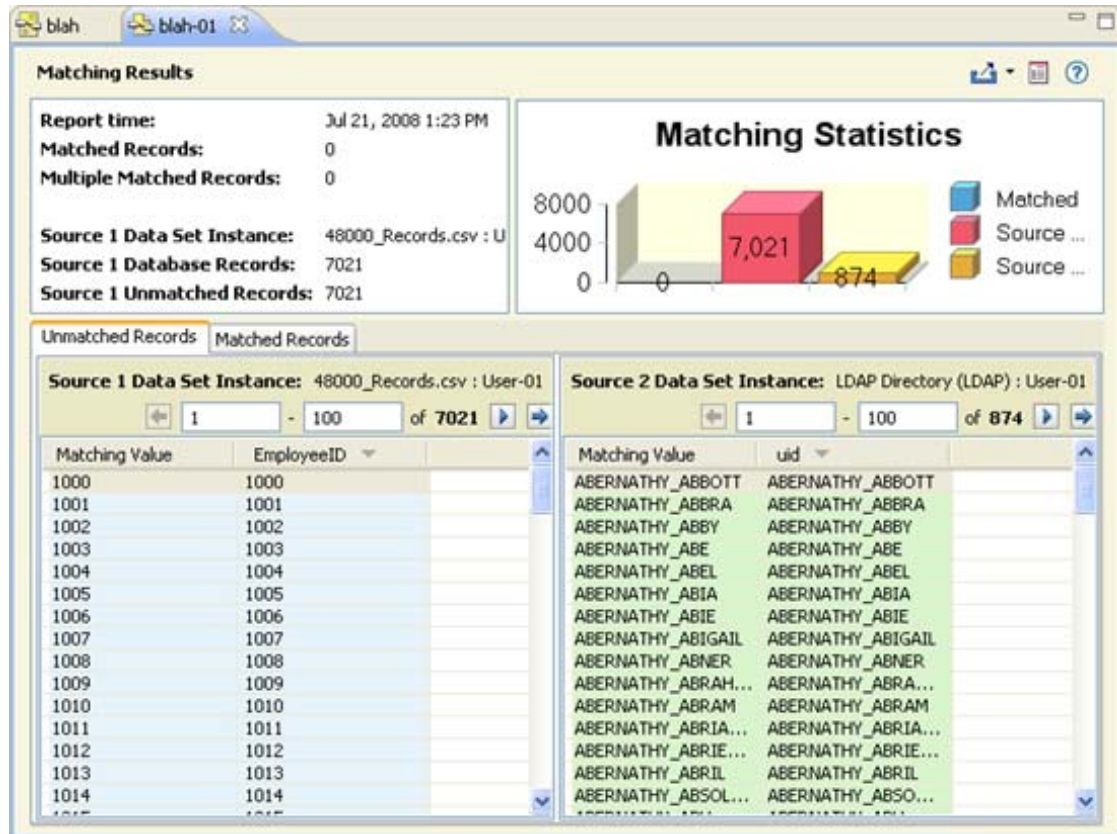 blah blah-01
Matching Results
Report time: Jul 21, 2008 1:23 PM
Matched Records: 0
Multiple Matched Records: 0
Source 1 Data Set Instance: 48000_Records.csv : U
Source 1 Database Records: 7021
Source 1 Unmatched Records: 7021
Matching Statistics
8000
4000
0
0
7,021
874
Matched
Source ...
Source ...
Unmatched Records Matched Records
Source 1 Data Set Instance: 48000_Records.csv : User-01
1 - 100 of 7021
Matching Value EmployeeID
1000 1000
1001 1001
1002 1002
1003 1003
1004 1004
1005 1005
1006 1006
1007 1007
1008 1008
1009 1009
1010 1010
1011 1011
1012 1012
1013 1013
1014 1014
Source 2 Data Set Instance: LDAP Directory (LDAP) : User-01
1 - 100 of 874
Matching Value uid
ABERNATHY_ABBOTT ABERNATHY_ABBOTT
ABERNATHY_ABBRA ABERNATHY_ABBRA
ABERNATHY_ABBY ABERNATHY_ABBY
ABERNATHY_ABE ABERNATHY_ABE
ABERNATHY_ABEL ABERNATHY_ABEL
ABERNATHY_ABIA ABERNATHY_ABIA
ABERNATHY_ABIE ABERNATHY_ABIE
ABERNATHY_ABIGAIL ABERNATHY_ABIGAIL
ABERNATHY_ABNER ABERNATHY_ABNER
ABERNATHY_ABRAH... ABERNATHY_ABRA...
ABERNATHY_ABRAM ABERNATHY_ABRAM
ABERNATHY_ABRIA... ABERNATHY_ABRIA...
ABERNATHY_ABRIE... ABERNATHY_ABRIE...
ABERNATHY_ABRIL ABERNATHY_ABRIL
ABERNATHY_ABSOL... ABERNATHY_ABSO...